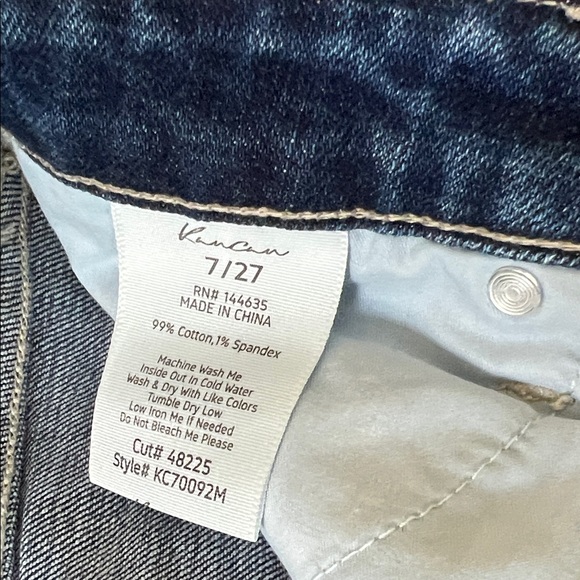 Kancan
7/27
RN# 144635
MADE IN CHINA
99% Cotton,1% Spandex
Machine Wash Me
Inside Out In Cold Water
Wash & Dry With Like Colors
Tumble Dry Low
Low Iron Me If Needed
Do Not Bleach Me Please
Cut# 48225
Style# KC70092M